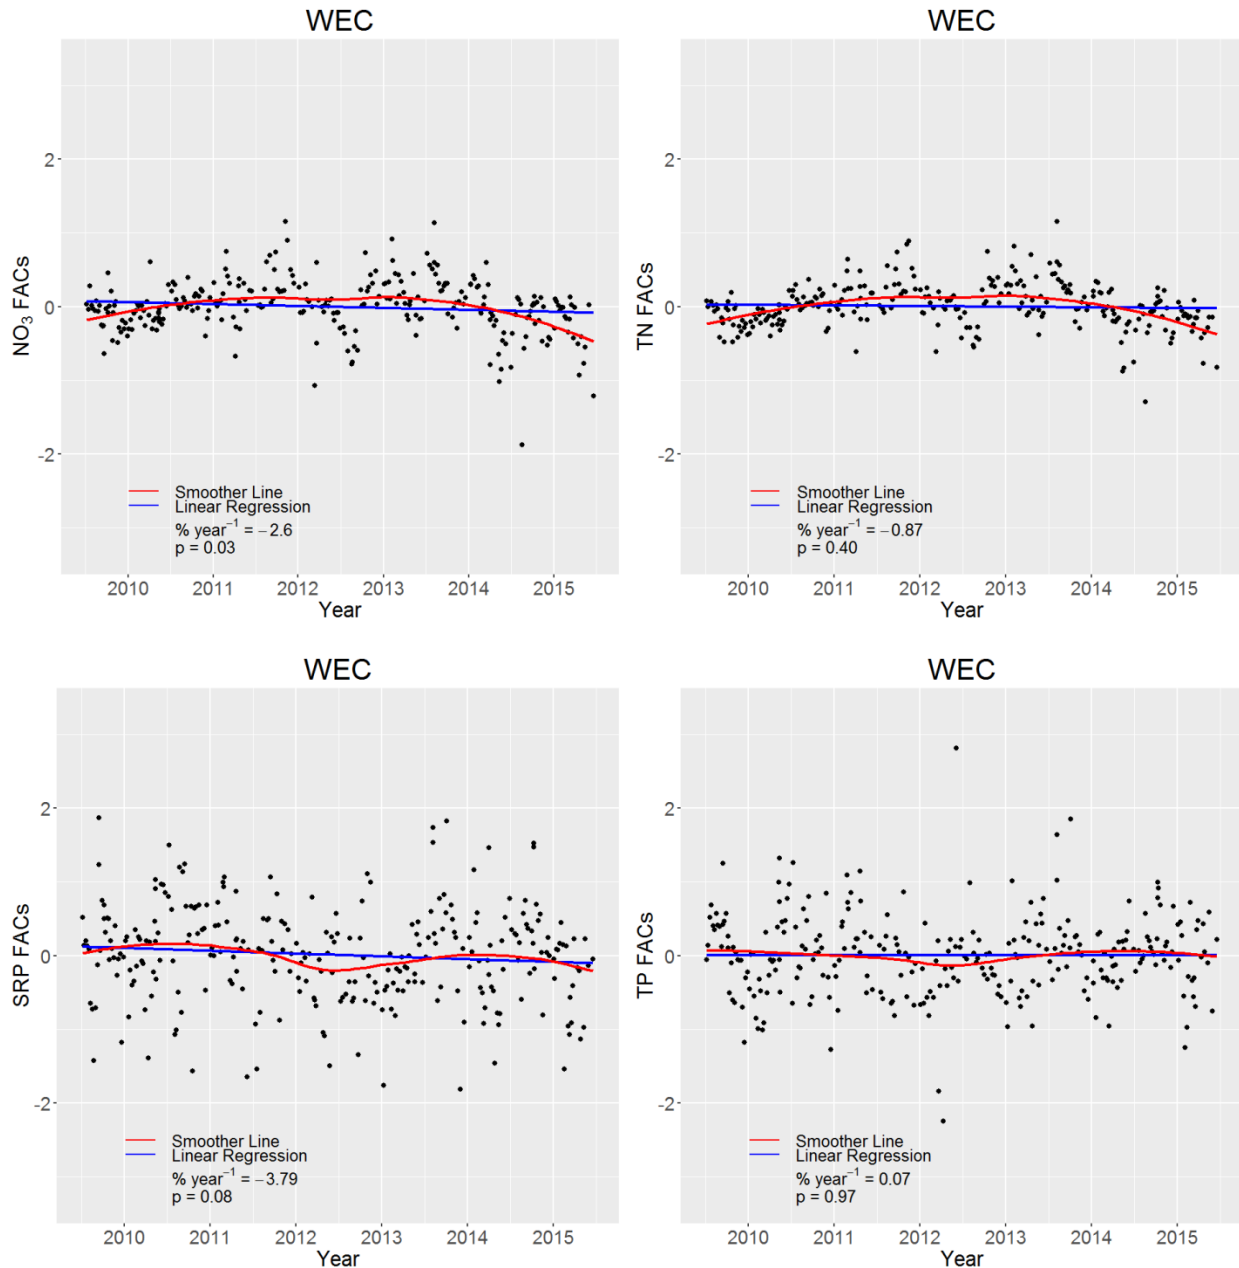 WEC
NO₃ FACs
2
0
-2
Smoother Line
Linear Regression
% year⁻¹ = −2.6
p = 0.03
2010 2011 2012 2013 2014 2015
Year
WEC
TN FACs
2
0
-2
Smoother Line
Linear Regression
% year⁻¹ = −0.87
p = 0.40
2010 2011 2012 2013 2014 2015
Year
WEC
SRP FACs
2
0
-2
Smoother Line
Linear Regression
% year⁻¹ = −3.79
p = 0.08
2010 2011 2012 2013 2014 2015
Year
WEC
TP FACs
2
0
-2
Smoother Line
Linear Regression
% year⁻¹ = 0.07
p = 0.97
2010 2011 2012 2013 2014 2015
Year